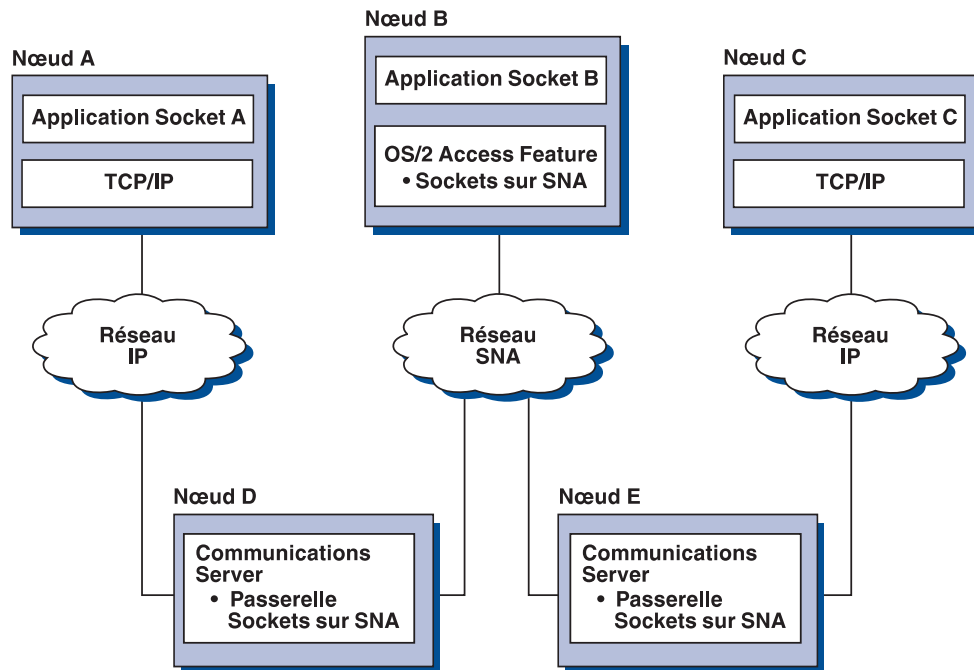 Nœud A
Application Socket A
TCP/IP
Nœud B
Application Socket B
OS/2 Access Feature
• Sockets sur SNA
Nœud C
Application Socket C
TCP/IP
Réseau
IP
Réseau
SNA
Réseau
IP
Nœud D
Communications
Server
• Passerelle
Sockets sur SNA
Nœud E
Communications
Server
• Passerelle
Sockets sur SNA